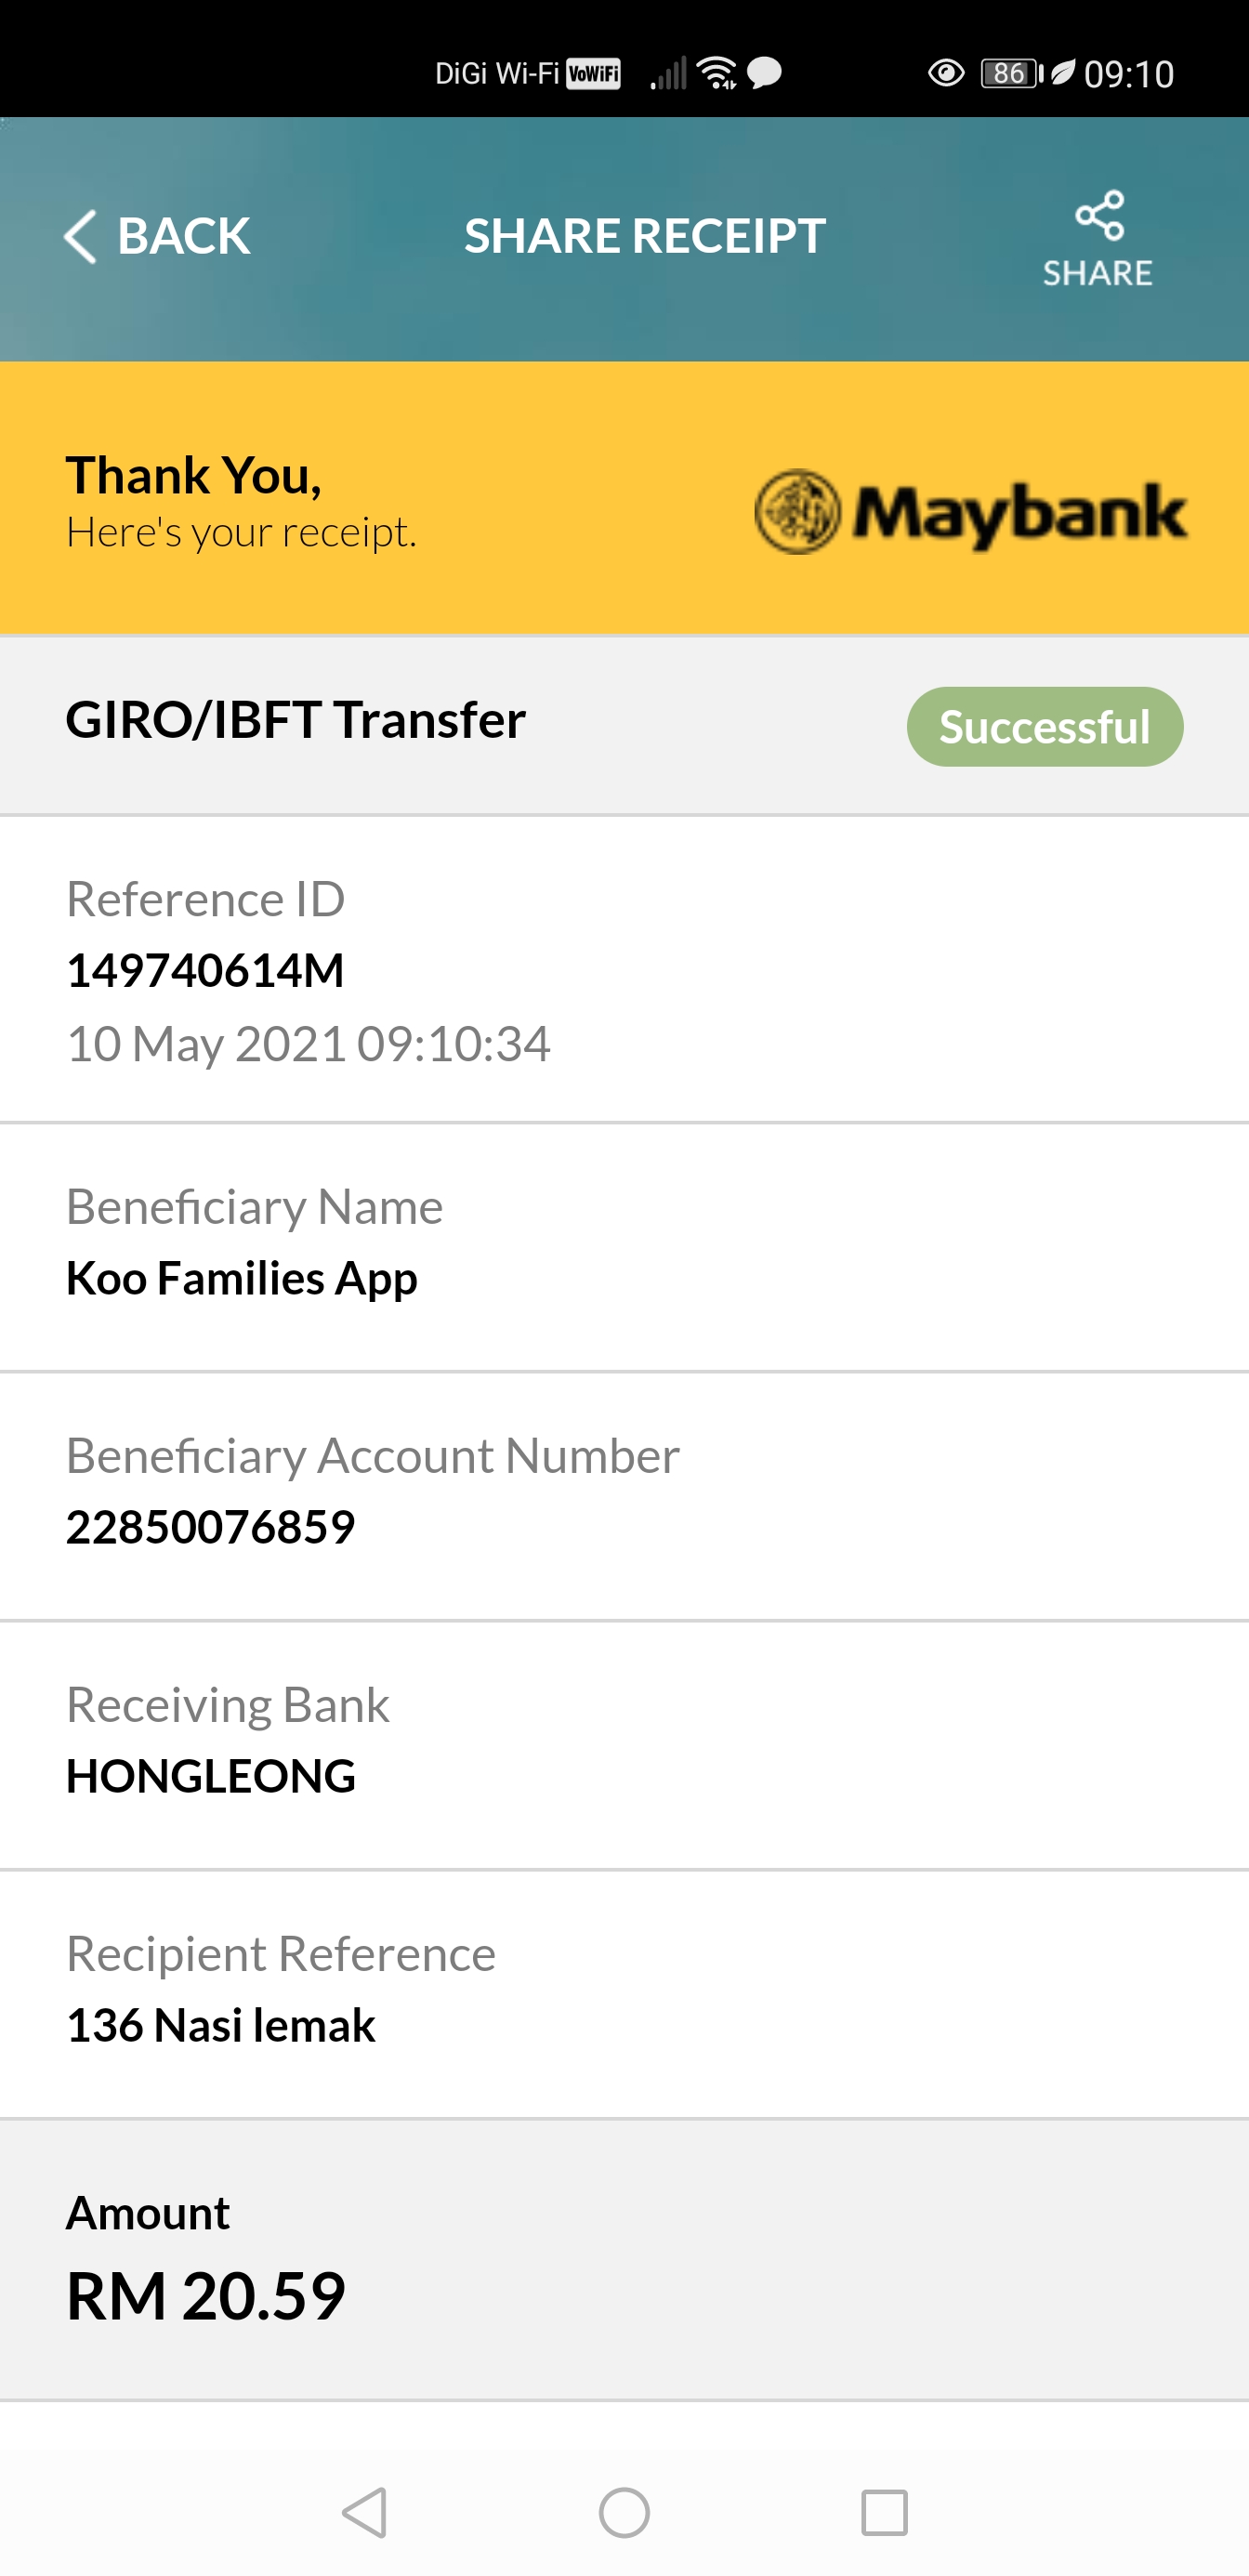 DiGi Wi-Fi VoWiFi 86 09:10
BACK SHARE RECEIPT SHARE
Thank You,
Here's your receipt.
Maybank
GIRO/IBFT Transfer Successful
Reference ID
149740614M
10 May 2021 09:10:34
Beneficiary Name
Koo Families App
Beneficiary Account Number
22850076859
Receiving Bank
HONGLEONG
Recipient Reference
136 Nasi lemak
Amount
RM 20.59